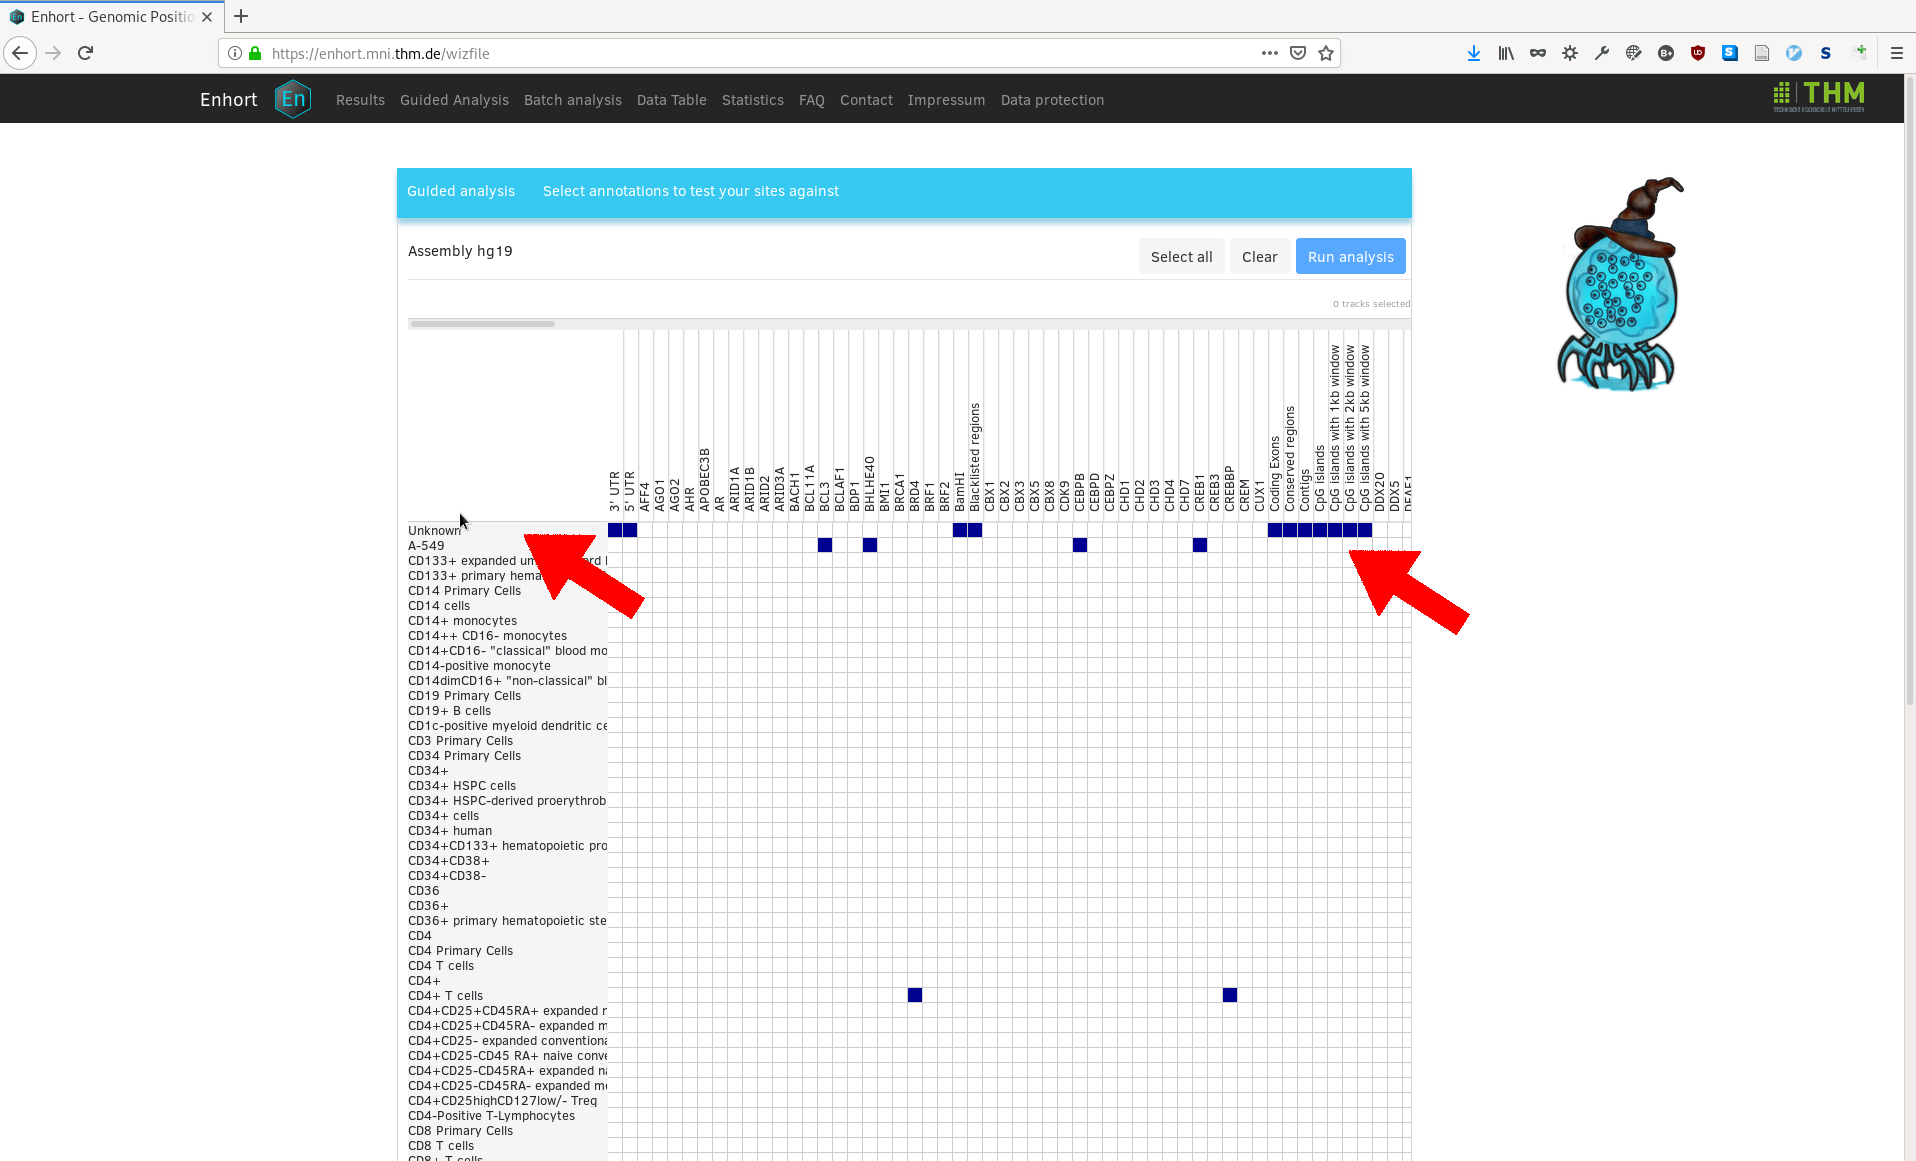 Enhort - Genomic Positio
https://enhort.mni.thm.de/wizfile
Enhort En Results Guided Analysis Batch analysis Data Table Statistics FAQ Contact Impressum Data protection THM
Guided analysis Select annotations to test your sites against
Assembly hg19 Select all Clear Run analysis
0 tracks selected
3' UTR
5' UTR
AFF4
AGO1
AGO2
AHR
APOBEC3B
AR
ARID1A
ARID1B
ARID2
ARID3A
BACH1
BCL11A
BCL3
BCLAF1
BDP1
BHLHE40
BMI1
BRCA1
BRD4
BRF1
BRF2
BamHI
Blacklisted regions
CBX1
CBX2
CBX3
CBX5
CBX8
CDK9
CEBPB
CEBPD
CEBPZ
CHD1
CHD2
CHD3
CHD4
CHD7
CREB1
CREB3
CREBBP
CREM
CUX1
Coding Exons
Conserved regions
Contigs
CpG islands
CpG islands with 1kb window
CpG islands with 2kb window
CpG islands with 5kb window
DDX20
DDX5
Unknown
A-549
CD133+ expanded
CD133+ primary hema
CD14 Primary Cells
CD14 cells
CD14+ monocytes
CD14++ CD16- monocytes
CD14+CD16- "classical" blood mo
CD14-positive monocyte
CD14dimCD16+ "non-classical" bl
CD19 Primary Cells
CD19+ B cells
CD1c-positive myeloid dendritic ce
CD3 Primary Cells
CD34 Primary Cells
CD34+
CD34+ HSPC cells
CD34+ HSPC-derived proerythrob
CD34+ cells
CD34+ human
CD34+CD133+ hematopoietic pro
CD34+CD38+
CD34+CD38-
CD36
CD36+
CD36+ primary hematopoietic ste
CD4
CD4 Primary Cells
CD4 T cells
CD4+
CD4+ T cells
CD4+CD25+CD45RA+ expanded r
CD4+CD25+CD45RA- expanded m
CD4+CD25- expanded conventiona
CD4+CD25-CD45 RA+ naive conve
CD4+CD25-CD45RA+ expanded na
CD4+CD25-CD45RA- expanded me
CD4+CD25highCD127low/- Treg
CD4-Positive T-Lymphocytes
CD8 Primary Cells
CD8 T cells
CD8+ T cells